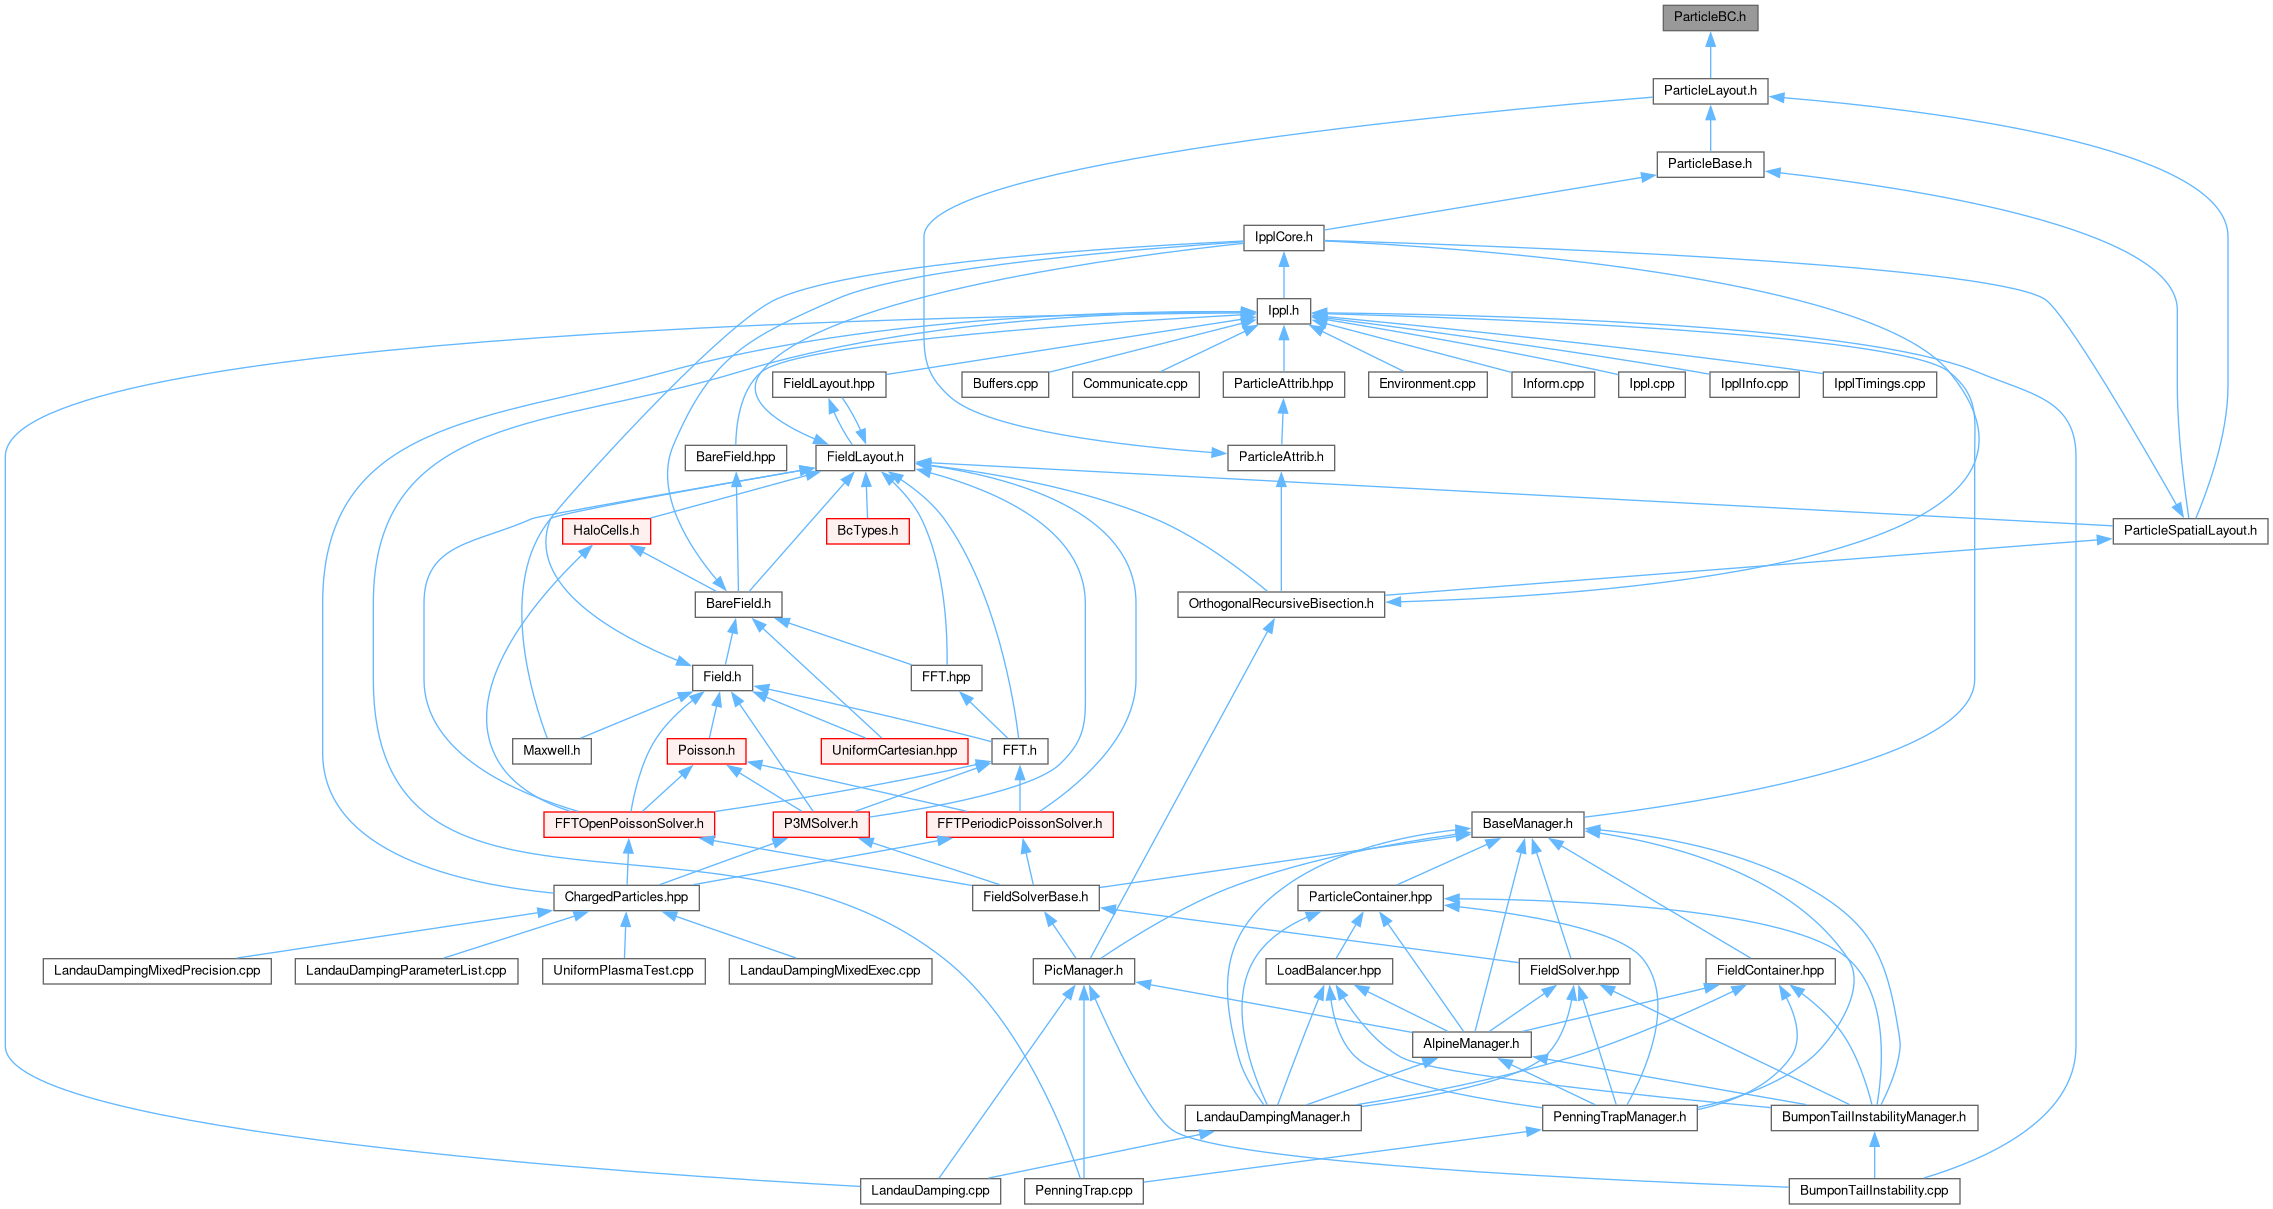 ParticleBC.h
ParticleLayout.h
ParticleBase.h
IpplCore.h
Ippl.h
FieldLayout.hpp
Buffers.cpp
Communicate.cpp
ParticleAttrib.hpp
Environment.cpp
Inform.cpp
Ippl.cpp
IpplInfo.cpp
IpplTimings.cpp
BareField.hpp
FieldLayout.h
ParticleAttrib.h
HaloCells.h
BcTypes.h
ParticleSpatialLayout.h
BareField.h
OrthogonalRecursiveBisection.h
Field.h
FFT.hpp
Maxwell.h
Poisson.h
UniformCartesian.hpp
FFT.h
FFTOpenPoissonSolver.h
P3MSolver.h
FFTPeriodicPoissonSolver.h
BaseManager.h
ChargedParticles.hpp
FieldSolverBase.h
ParticleContainer.hpp
LandauDampingMixedPrecision.cpp
LandauDampingParameterList.cpp
UniformPlasmaTest.cpp
LandauDampingMixedExec.cpp
PicManager.h
LoadBalancer.hpp
FieldSolver.hpp
FieldContainer.hpp
AlpineManager.h
LandauDampingManager.h
PenningTrapManager.h
BumponTailInstabilityManager.h
LandauDamping.cpp
PenningTrap.cpp
BumponTailInstability.cpp